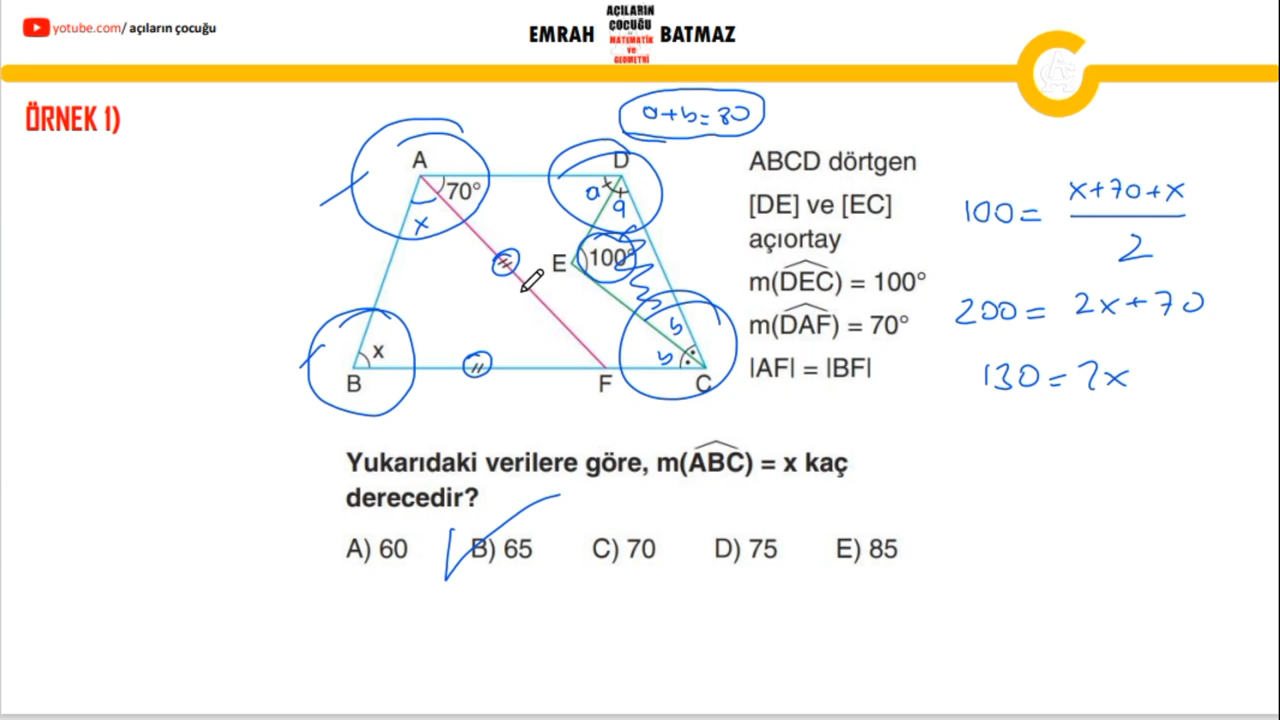 yotube.com/ açıların çocuğu
EMRAH
AÇILARIN
ÇOCUĞU
MATEMATİK
ve
GEOMETRİ
BATMAZ
ÖRNEK 1)
a+b=80
A
D
70°
x
a
a
E
100°
b
b
x
B
F
C
ABCD dörtgen
[DE] ve [EC]
açıortay
m(DEC) = 100°
m(DAF) = 70°
|AF| = |BF|
100 = x+70+x
2
200 = 2x+70
130 = 2x
Yukarıdaki verilere göre, m(ABC) = x kaç
derecedir?
A) 60 B) 65 C) 70 D) 75 E) 85